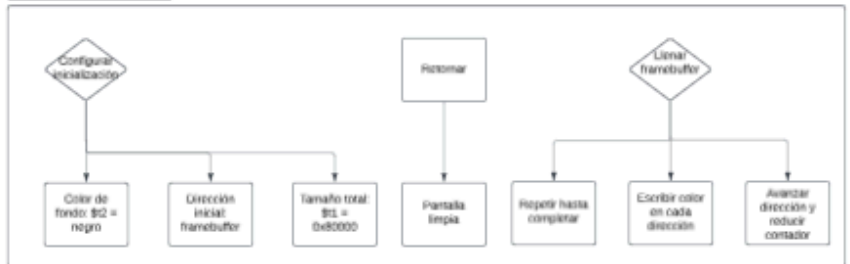 Configurar
inicialización
Retornar
Llenar
framebuffer
Color de
fondo: $t2 =
negro
Dirección
inicial:
framebuffer
Tamaño total:
$t1 =
0x80000
Pantalla
limpia
Repetir hasta
completar
Escribir color
en cada
dirección
Avanzar
dirección y
reducir
contador